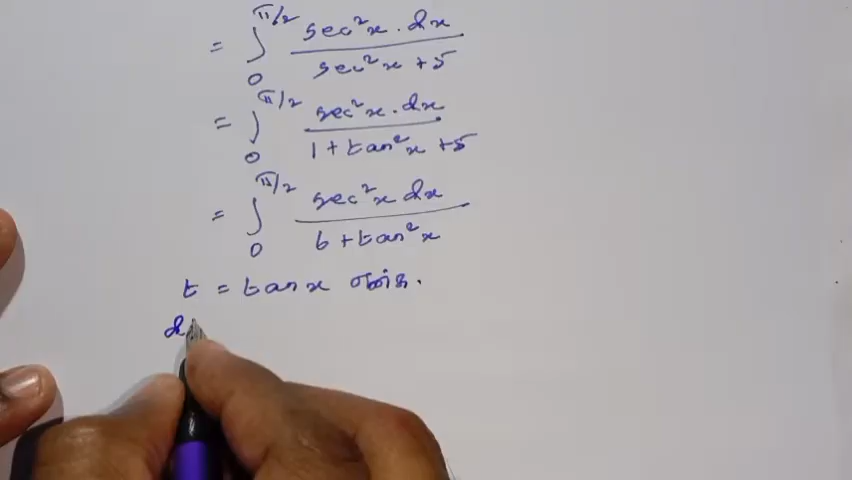 = ∫₀^(π/2) sec²x . dx / sec²x + 5
= ∫₀^(π/2) sec²x . dx / 1 + tan²x + 5
= ∫₀^(π/2) sec²x dx / 6 + tan²x
t = tan x என்க.
d